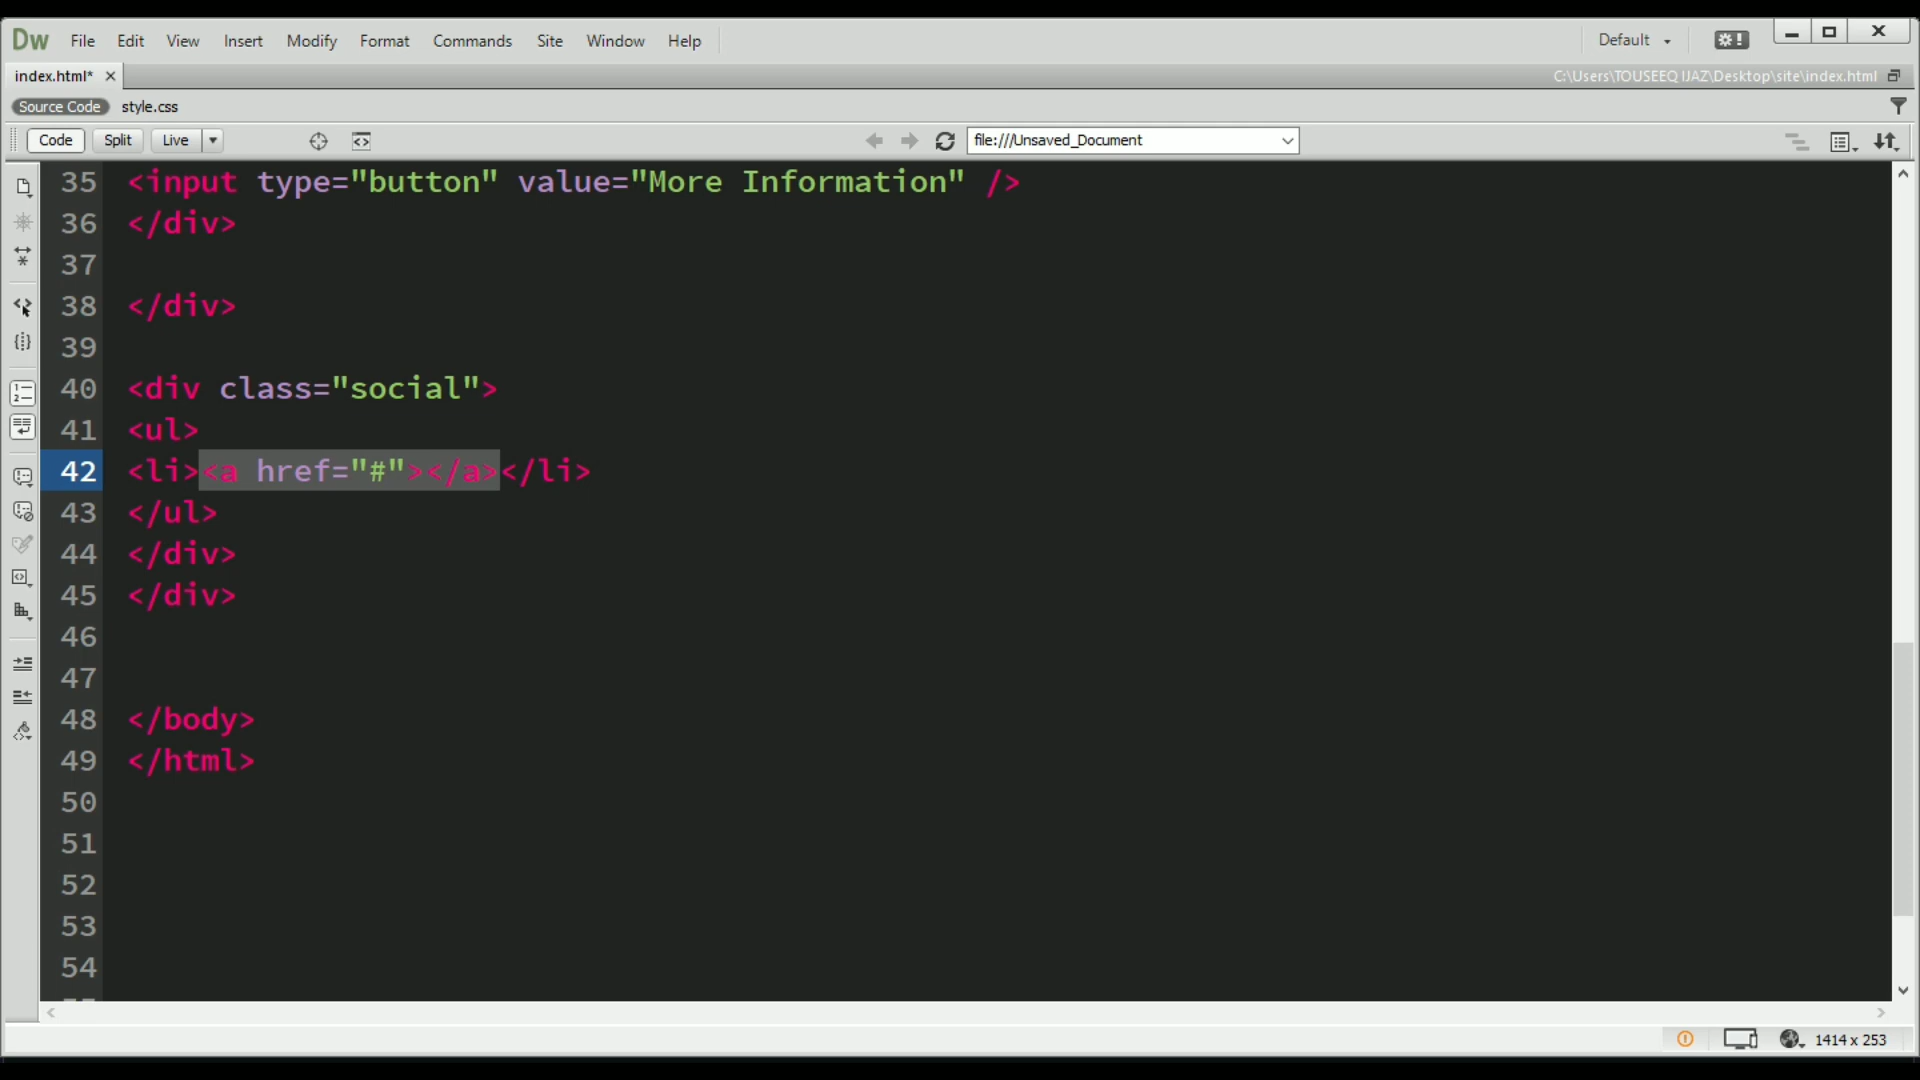 Dw File Edit View Insert Modify Format Commands Site Window Help Default
index.html* C:\Users\TOUSEEQ IJAZ\Desktop\site\index.html
Source Code style.css
Code Split Live file:///Unsaved_Document
35 <input type="button" value="More Information" />
36 </div>
37
38 </div>
39
40 <div class="social">
41 <ul>
42 <li><a href="#"></a></li>
43 </ul>
44 </div>
45 </div>
46
47
48 </body>
49 </html>
50
51
52
53
54
1414 x 253